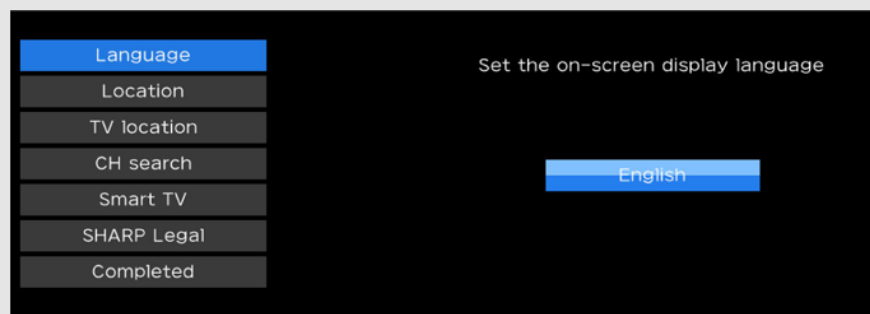 Language
Location
TV location
CH search
Smart TV
SHARP Legal
Completed
Set the on-screen display language
English